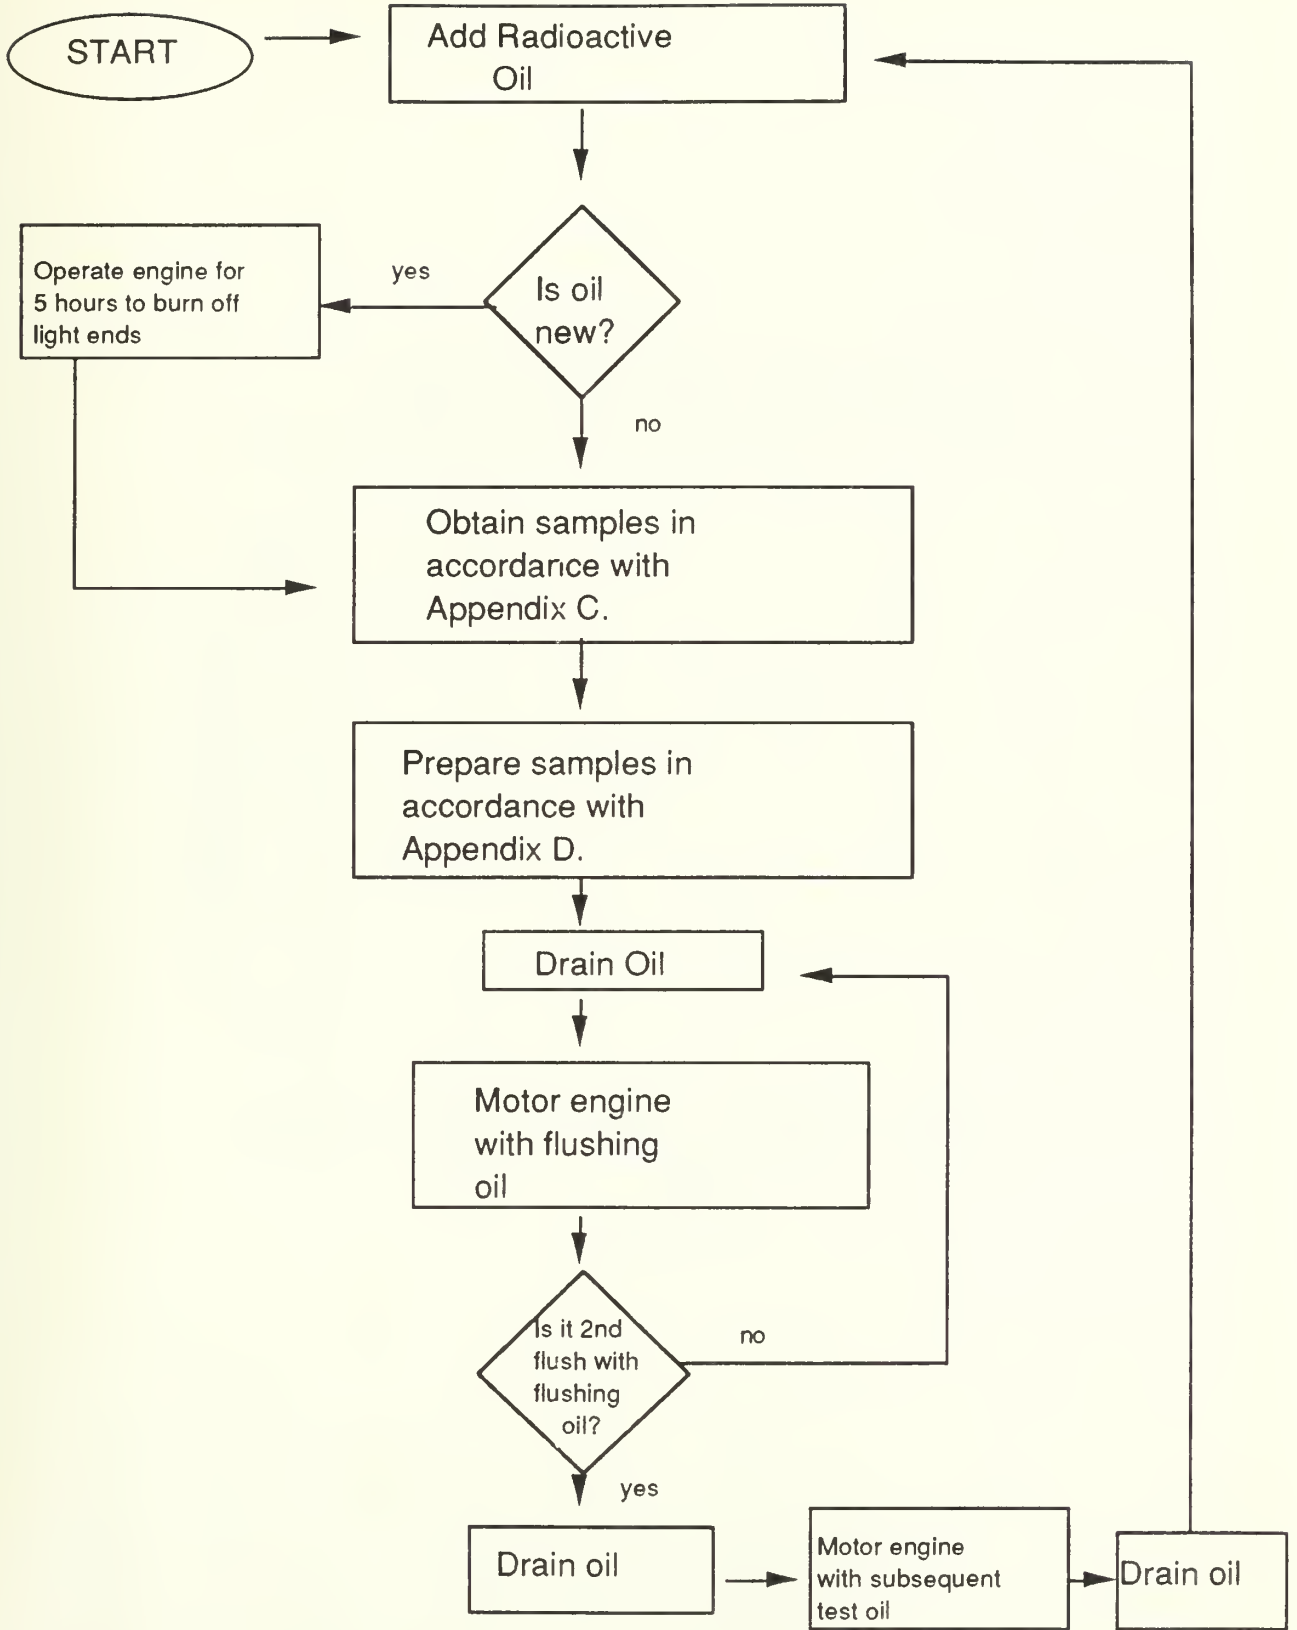 START
Add Radioactive
Oil
Operate engine for
5 hours to burn off
light ends
yes
Is oil
new?
no
Obtain samples in
accordance with
Appendix C.
Prepare samples in
accordance with
Appendix D.
Drain Oil
Motor engine
with flushing
oil
Is it 2nd
flush with
flushing
oil?
no
yes
Drain oil
Motor engine
with subsequent
test oil
Drain oil